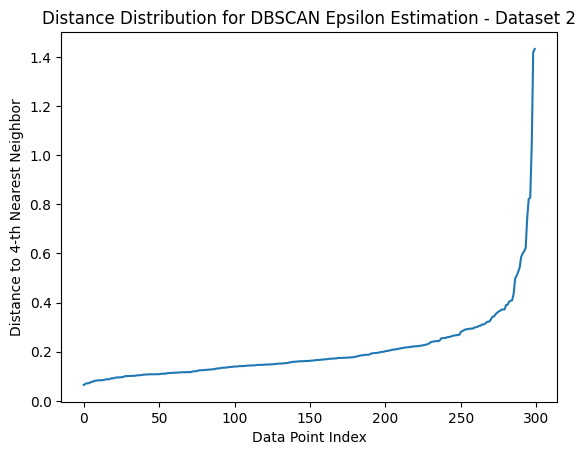 Distance Distribution for DBSCAN Epsilon Estimation - Dataset 2
Distance to 4-th Nearest Neighbor
1.4
1.2
1.0
0.8
0.6
0.4
0.2
0.0
0 50 100 150 200 250 300
Data Point Index